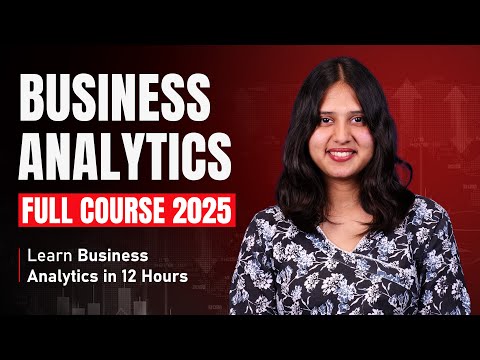 BUSINESS
ANALYTICS
FULL COURSE 2025
Learn Business
Analytics in 12 Hours